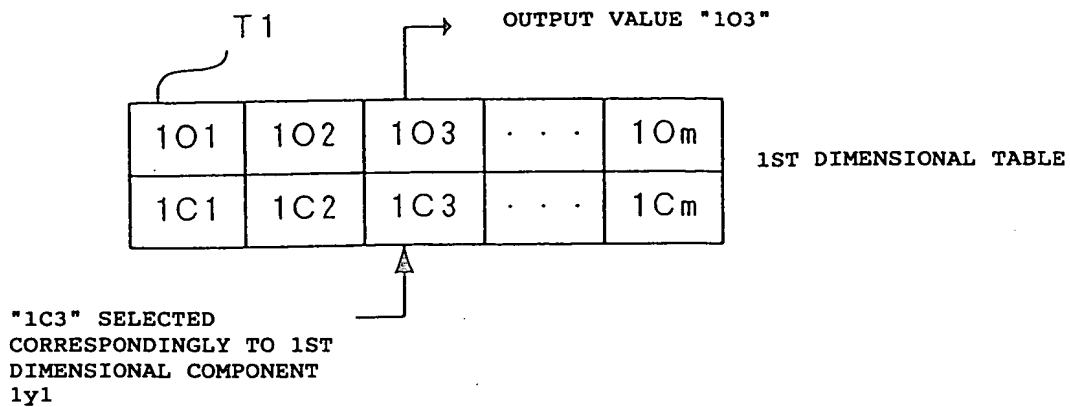 T1
OUTPUT VALUE "1O3"
1O1 1O2 1O3 · · · 1Om
1ST DIMENSIONAL TABLE
1C1 1C2 1C3 · · · 1Cm
"1C3" SELECTED
CORRESPONDINGLY TO 1ST
DIMENSIONAL COMPONENT
1y1